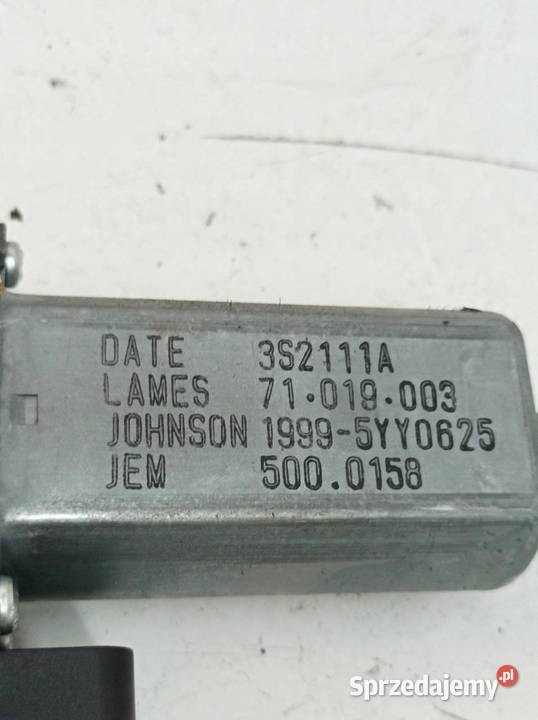 DATE 3S2111A
LAMES 71.019.003
JOHNSON 1999-5YY0625
JEM 500.0158
Sprzedajemy.pl